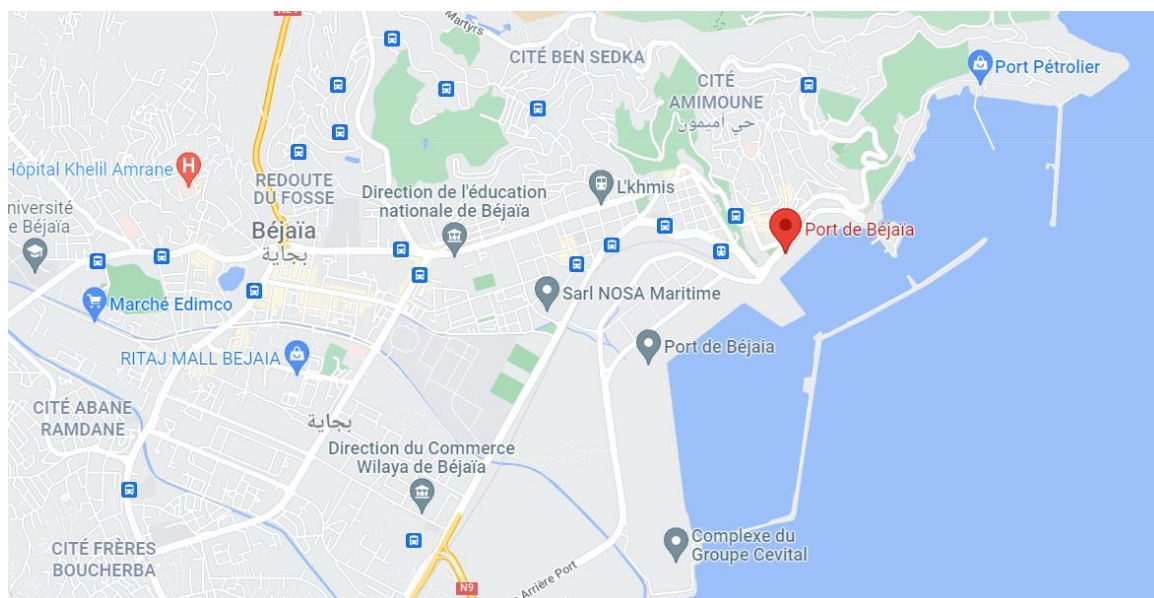 Martyrs
CITÉ BEN SEDKA
Port Pétrolier
CITÉ
AMIMOUNE
حي أميمون
Hôpital Khelil Amrane
H
REDOUTE
DU FOSSE
Direction de l'éducation
nationale de Béjaïa
L'khmis
niversité
e Béjaïa
Béjaïa
بجاية
Port de Béjaïa
Marché Edimco
Sarl NOSA Maritime
RITAJ MALL BEJAIA
Port de Béjaia
CITÉ ABANE
RAMDANE
بجاية
Direction du Commerce
Wilaya de Béjaïa
CITÉ FRÈRES
BOUCHERBA
Complexe du
Groupe Cevital
Arrière Port
N9